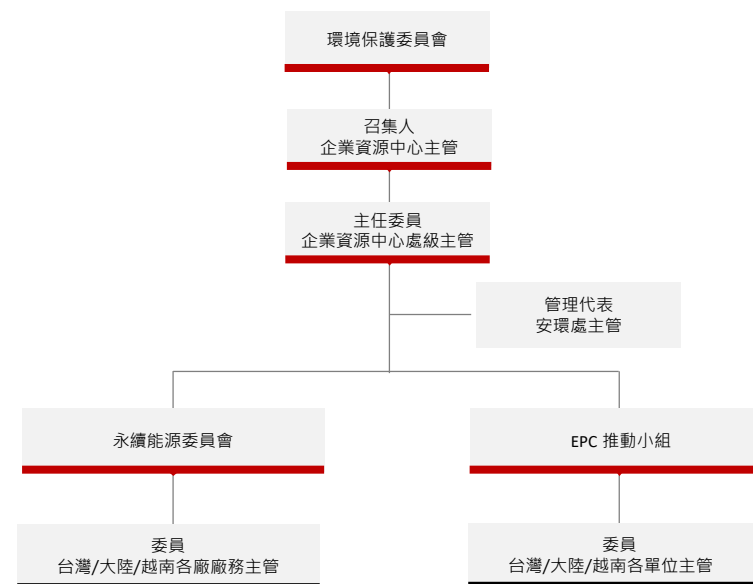 環境保護委員會
召集人
企業資源中心主管
主任委員
企業資源中心處級主管
管理代表
安環處主管
永續能源委員會
EPC 推動小組
委員
台灣/大陸/越南各廠廠務主管
委員
台灣/大陸/越南各單位主管